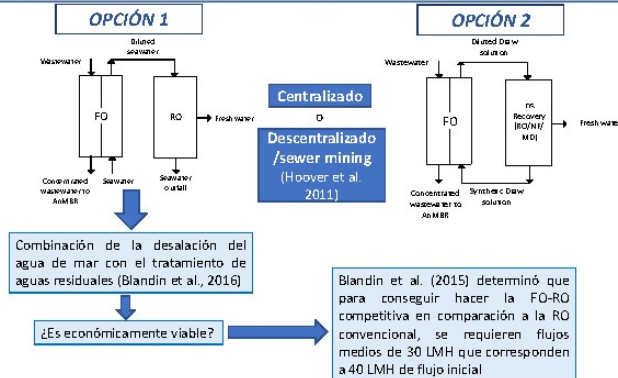 OPCIÓN 1
Diluted
seawater
Wastewater
FO
RO
Fresh water
Concentrated
wastewater to
AnMBR
Seawater
Seawater
outfall
Centralizado
O
Descentralizado
/sewer mining
(Hoover et al.
2011)
OPCIÓN 2
Diluted Draw
solution
Wastewater
FO
DS
Recovery
(RO/NF/
MD)
Fresh water
Concentrated
wastewater to
AnMBR
Synthetic Draw
solution
Combinación de la desalación del
agua de mar con el tratamiento de
aguas residuales (Blandin et al., 2016)
¿Es económicamente viable?
Blandin et al. (2015) determinó que
para conseguir hacer la FO-RO
competitiva en comparación a la RO
convencional, se requieren flujos
medios de 30 LMH que corresponden
a 40 LMH de flujo inicial